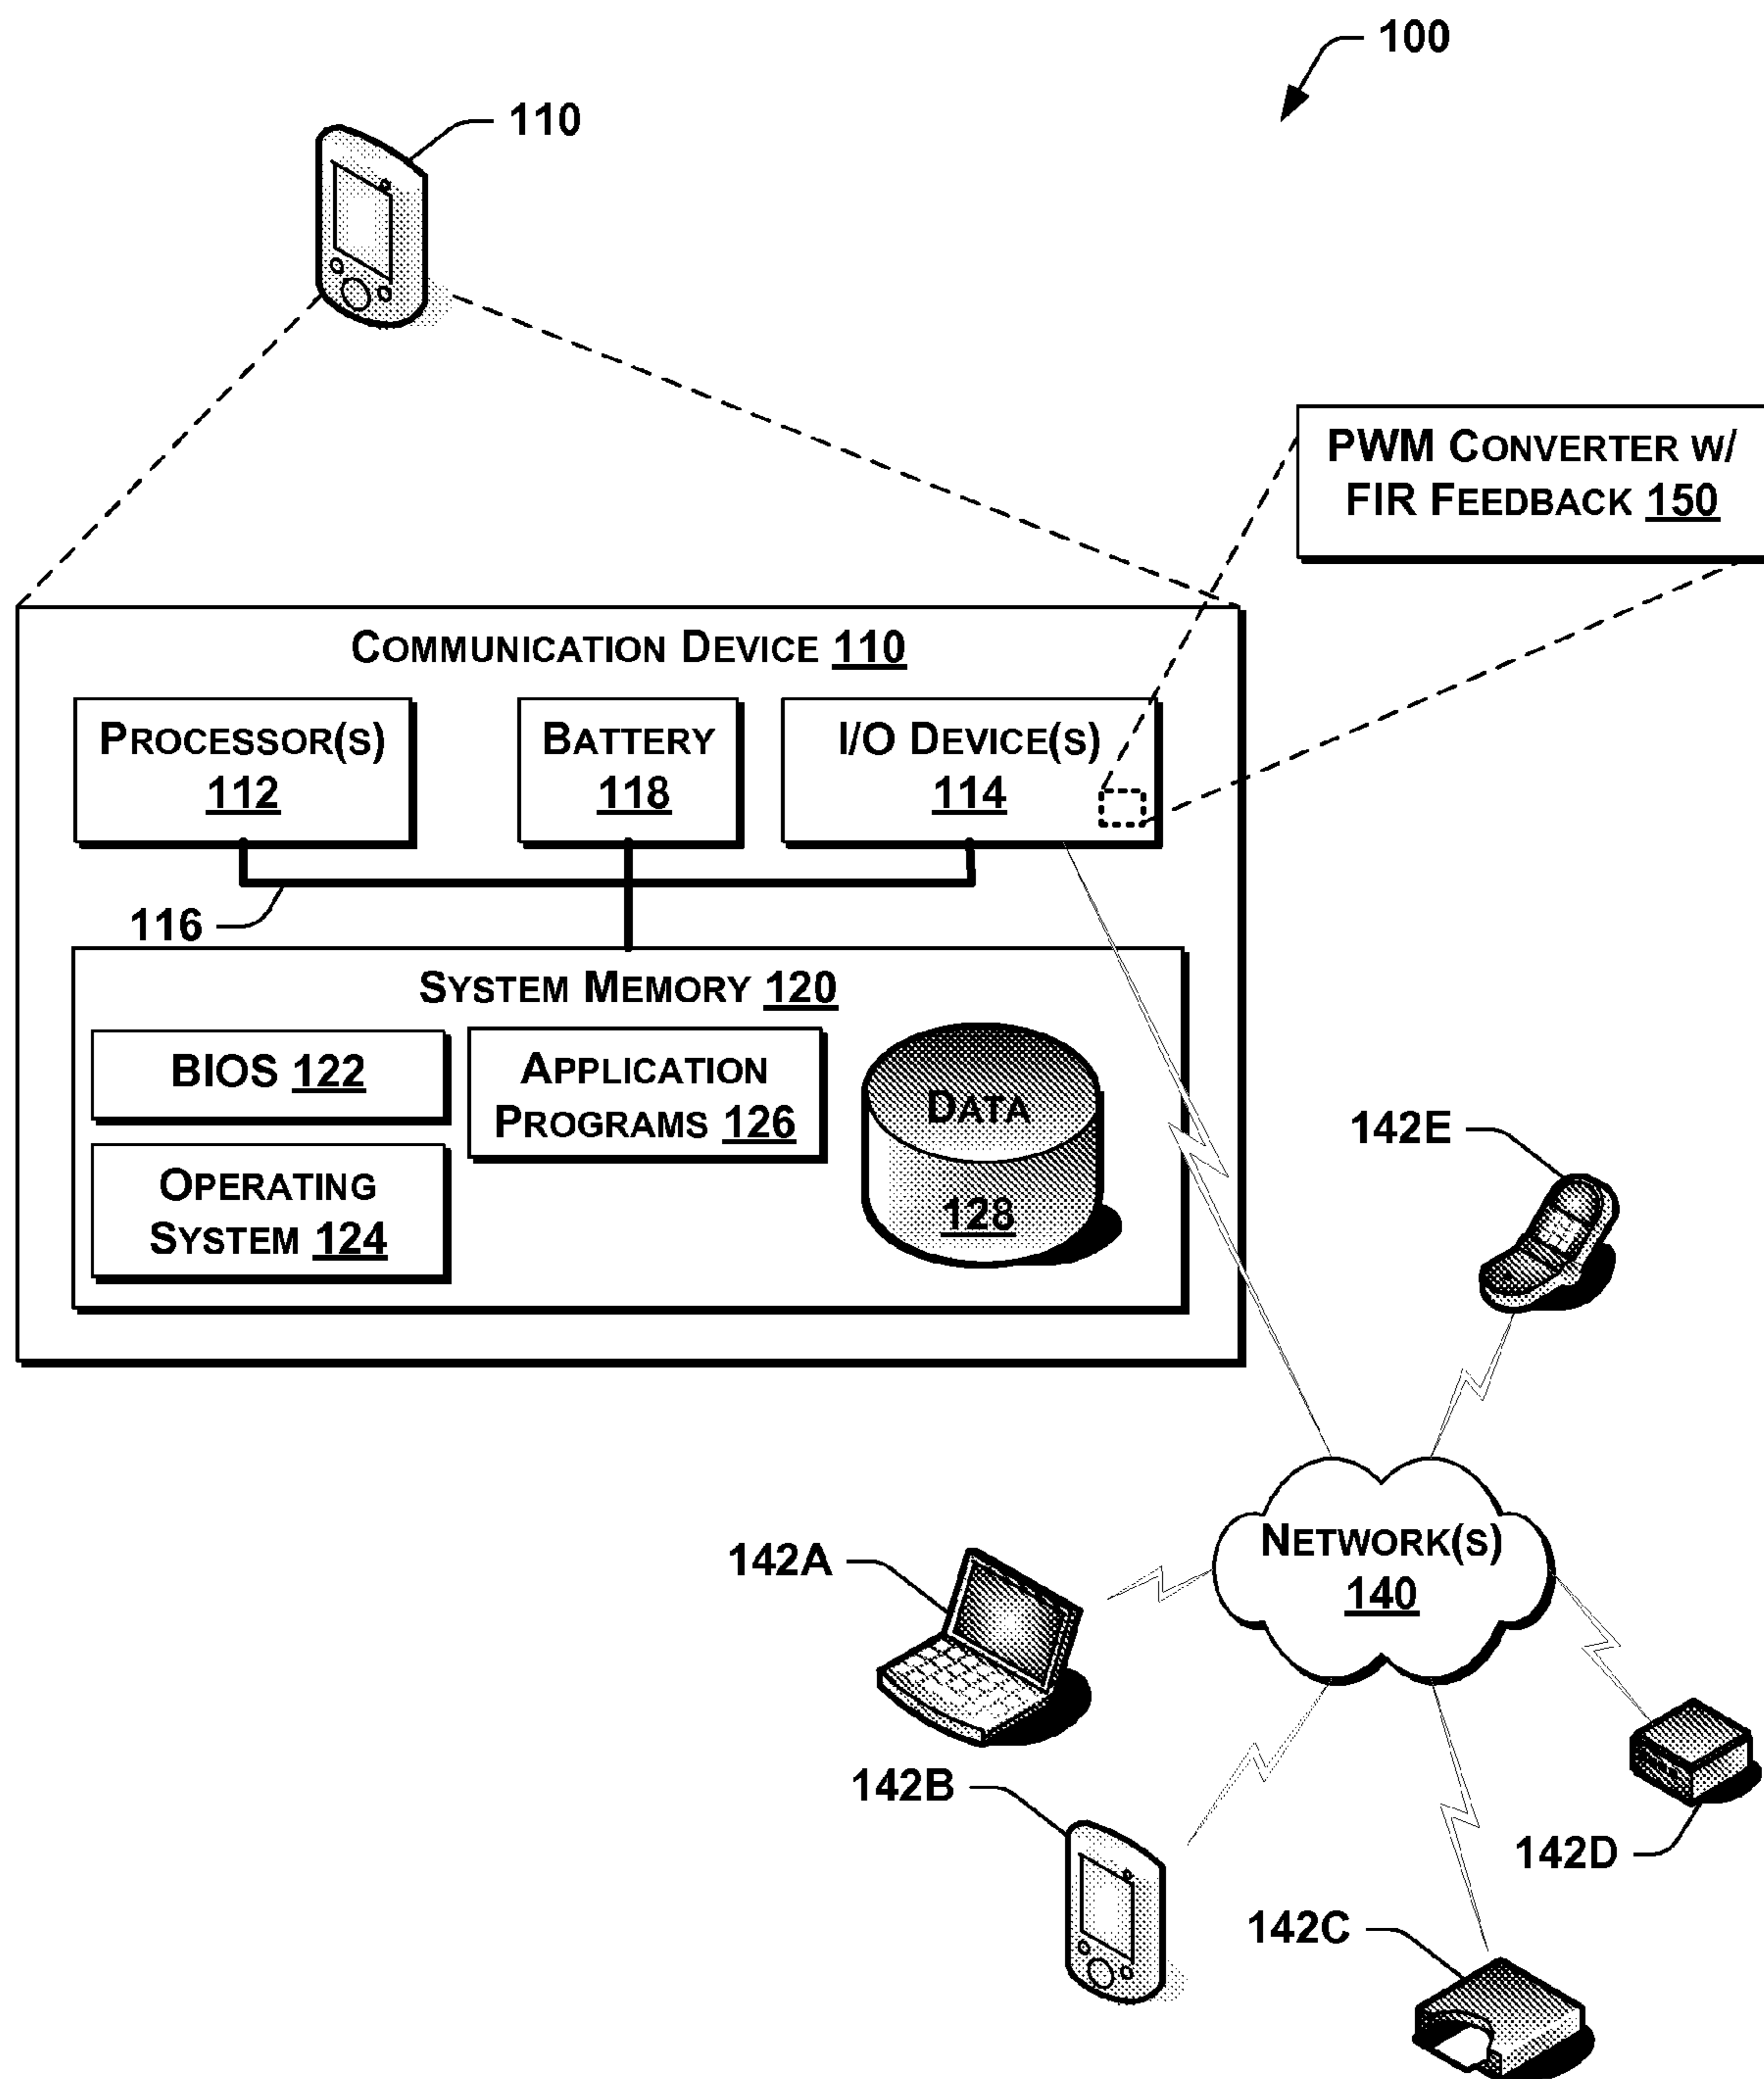 100
110
PWM CONVERTER W/
FIR FEEDBACK 150
COMMUNICATION DEVICE 110
PROCESSOR(S)
112
BATTERY
118
I/O DEVICE(S)
114
116
SYSTEM MEMORY 120
BIOS 122
OPERATING
SYSTEM 124
APPLICATION
PROGRAMS 126
DATA
128
142E
NETWORK(S)
140
142A
142B
142D
142C